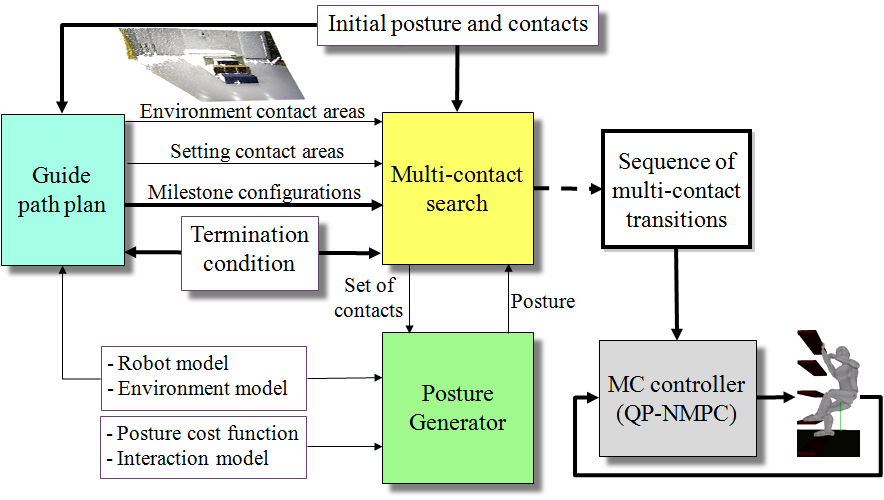 Initial posture and contacts
Environment contact areas
Setting contact areas
Milestone configurations
Guide
path plan
Multi-contact
search
Sequence of
multi-contact
transitions
Termination
condition
Set of
contacts
Posture
- Robot model
- Environment model
- Posture cost function
- Interaction model
Posture
Generator
MC controller
(QP-NMPC)